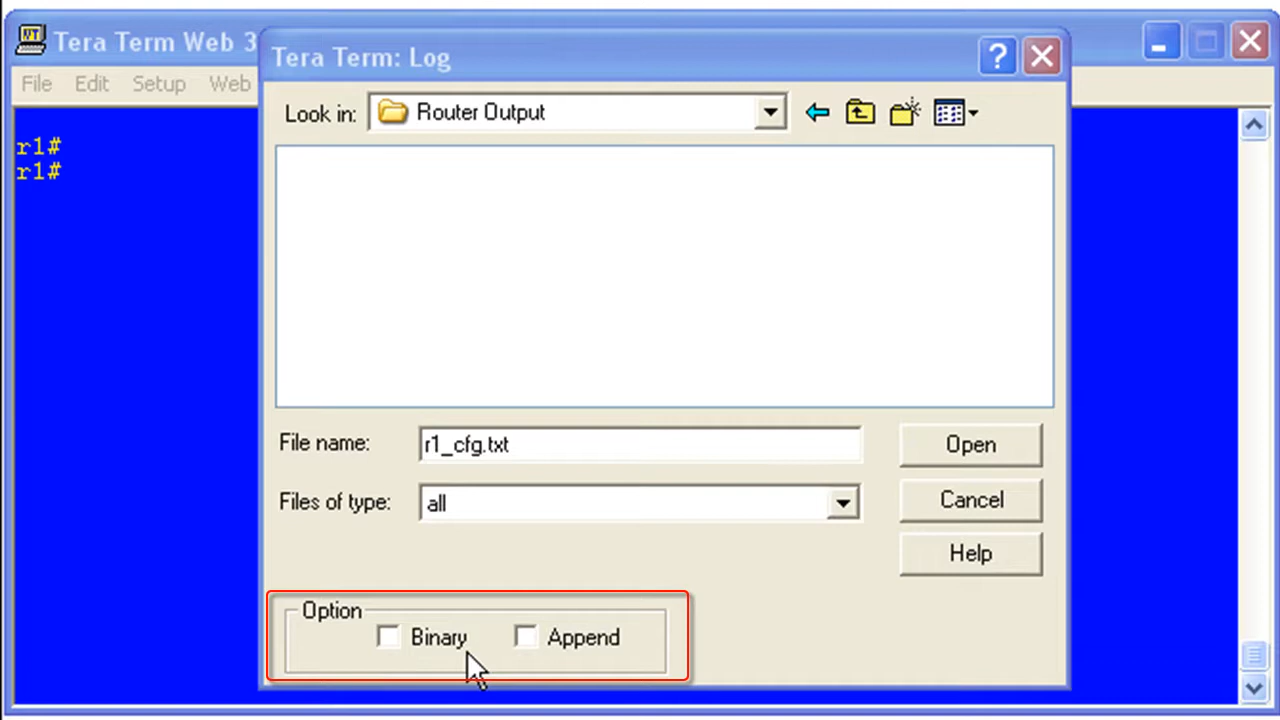 Tera Term Web 3
Tera Term: Log
File Edit Setup Web
Look in: Router Output
r1#
r1#
File name: r1_cfg.txt Open
Files of type: all Cancel
Help
Option
Binary Append